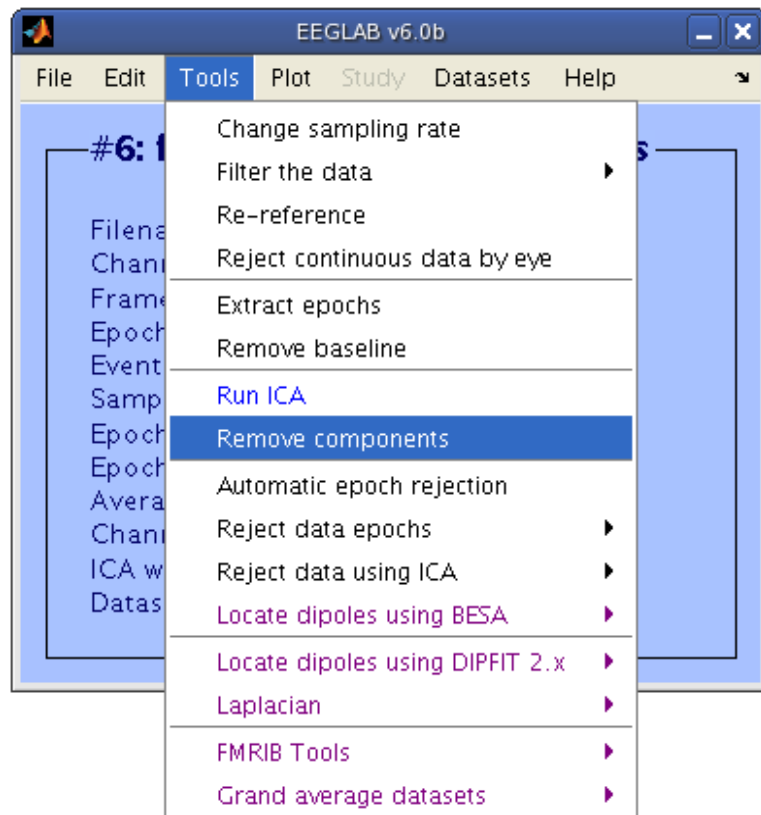 EEGLAB v6.0b
File Edit Tools Plot Study Datasets Help
#6:
Change sampling rate
Filter the data
Re-reference
Reject continuous data by eye
Extract epochs
Remove baseline
Run ICA
Remove components
Automatic epoch rejection
Reject data epochs
Reject data using ICA
Locate dipoles using BESA
Locate dipoles using DIPFIT 2.x
Laplacian
FMRIB Tools
Grand average datasets
Filena
Chann
Frame
Epoch
Event
Samp
Epoch
Epoch
Avera
Chann
ICA w
Datas